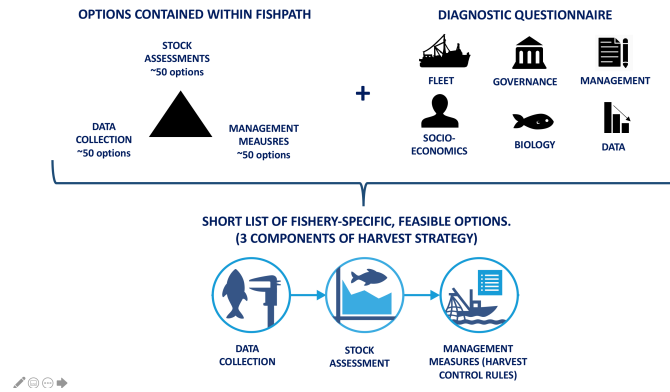 OPTIONS CONTAINED WITHIN FISHPATH
STOCK
ASSESSMENTS
~50 options
DATA
COLLECTION
~50 options
MANAGEMENT
MEAUSRES
~50 options
+
DIAGNOSTIC QUESTIONNAIRE
FLEET
GOVERNANCE
MANAGEMENT
SOCIO-
ECONOMICS
BIOLOGY
DATA
SHORT LIST OF FISHERY-SPECIFIC, FEASIBLE OPTIONS.
(3 COMPONENTS OF HARVEST STRATEGY)
DATA
COLLECTION
STOCK
ASSESSMENT
MANAGEMENT
MEASURES (HARVEST
CONTROL RULES)